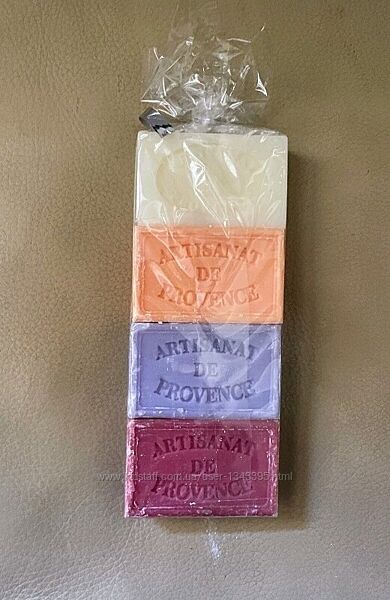 ARTISANAT
DE
PROVENCE
ARTISANAT
DE
PROVENCE
ARTISANAT
DE
PROVENCE